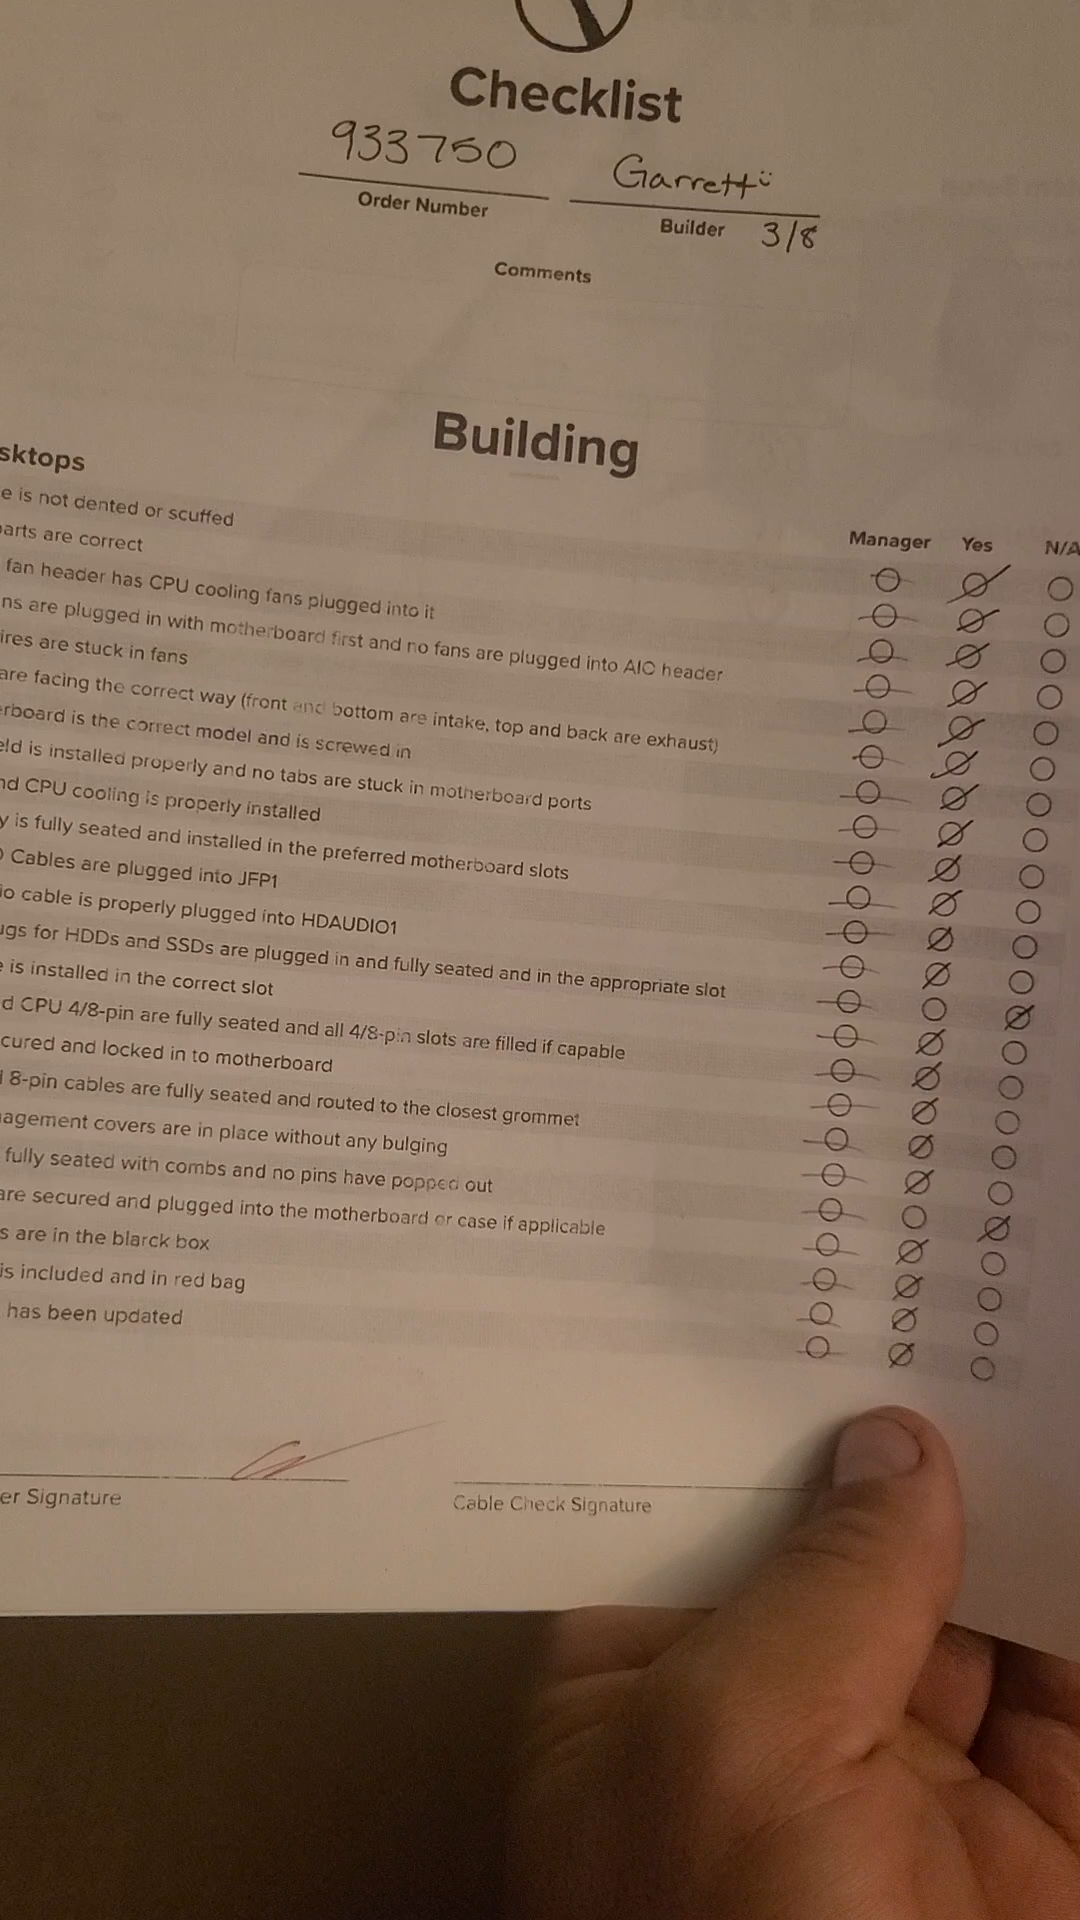 Checklist
933750 Garrett
Order Number Builder 3/8
Comments
Building
sktops
Manager Yes N/A
e is not dented or scuffed
parts are correct
fan header has CPU cooling fans plugged into it
ns are plugged in with motherboard first and no fans are plugged into AIO header
ires are stuck in fans
are facing the correct way (front and bottom are intake, top and back are exhaust)
erboard is the correct model and is screwed in
eld is installed properly and no tabs are stuck in motherboard ports
nd CPU cooling is properly installed
y is fully seated and installed in the preferred motherboard slots
Cables are plugged into JFP1
io cable is properly plugged into HDAUDIO1
ugs for HDDs and SSDs are plugged in and fully seated and in the appropriate slot
e is installed in the correct slot
d CPU 4/8-pin are fully seated and all 4/8-pin slots are filled if capable
cured and locked in to motherboard
8-pin cables are fully seated and routed to the closest grommet
nagement covers are in place without any bulging
fully seated with combs and no pins have popped out
are secured and plugged into the motherboard or case if applicable
s are in the blarck box
is included and in red bag
has been updated
er Signature Cable Check Signature